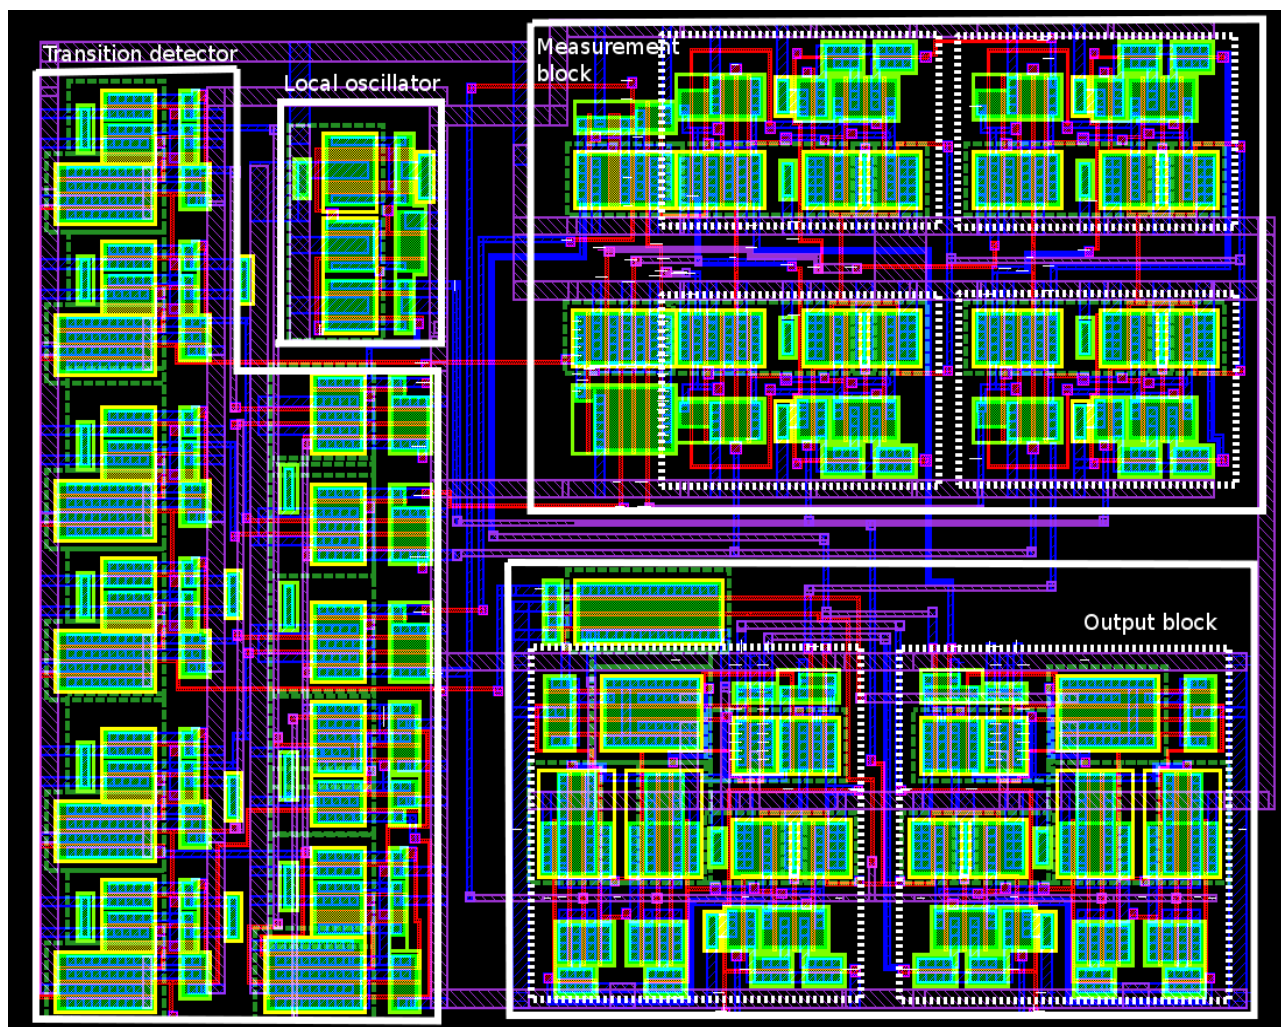 Transition detector
Local oscillator
Measurement
block
Output block